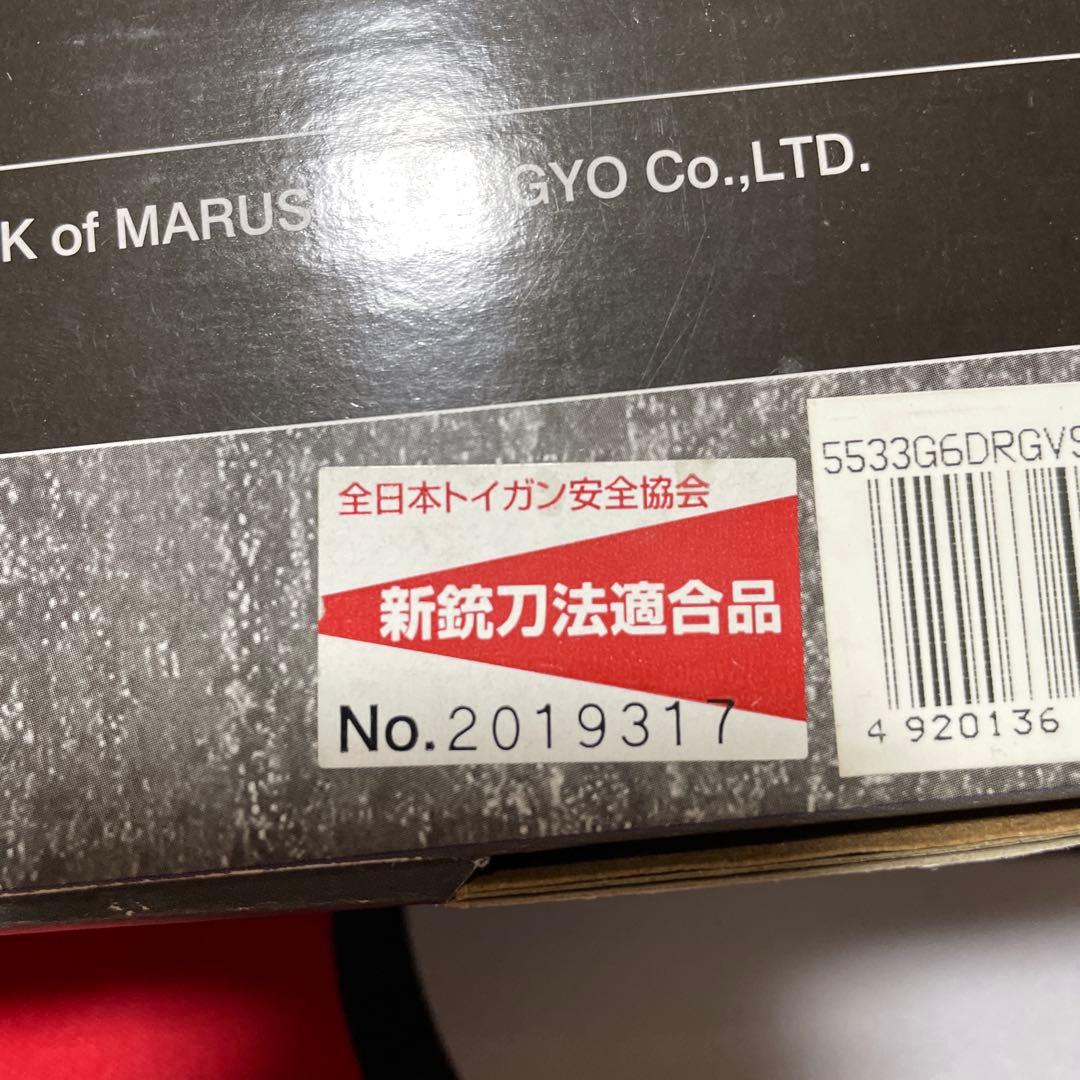 K of MARUS GYO Co.,LTD.
全日本トイガン安全協会
新銃刀法適合品
No.2019317
5533G6DRGVS
4 920136